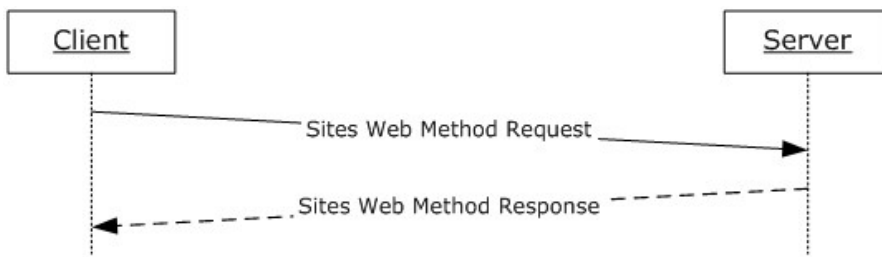 Client
Server
Sites Web Method Request
Sites Web Method Response